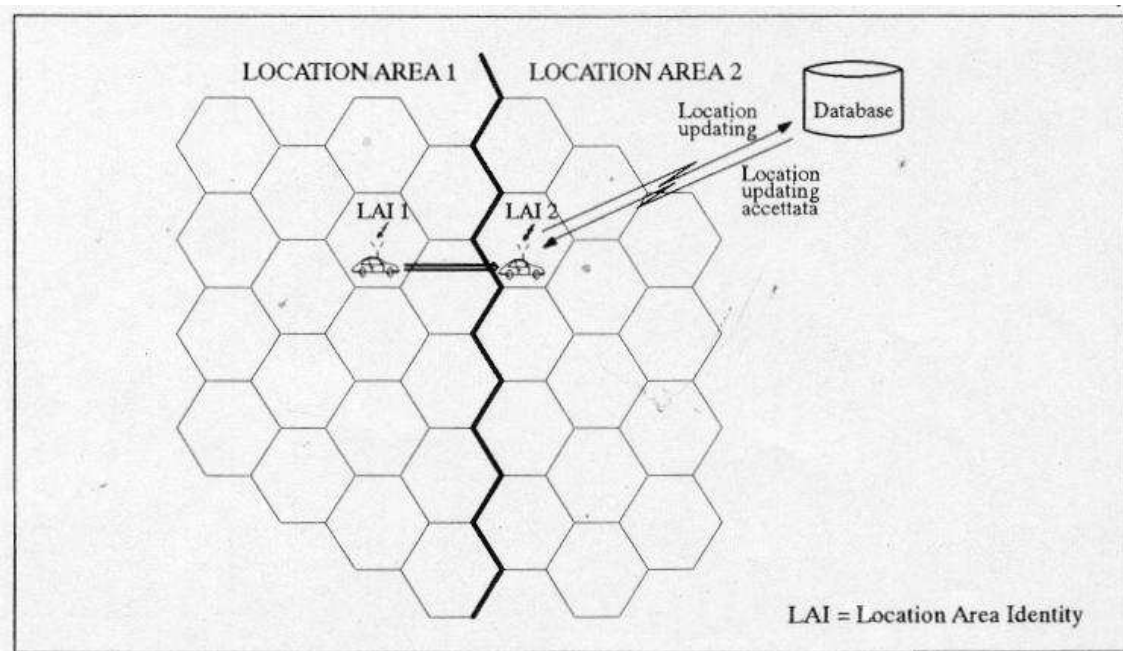 LOCATION AREA 1
LOCATION AREA 2
Database
Location
updating
Location
updating
accettata
LAI 1
LAI 2
LAI = Location Area Identity